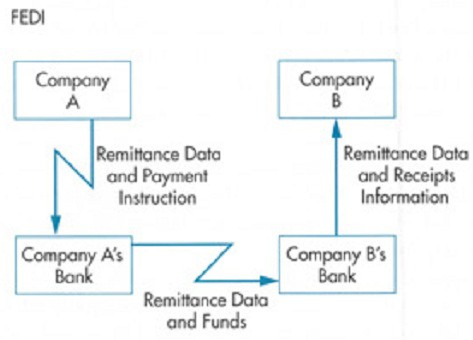 FEDI
Company
A
Company
B
Remittance Data
and Payment
Instruction
Remittance Data
and Receipts
Information
Company A's
Bank
Company B's
Bank
Remittance Data
and Funds